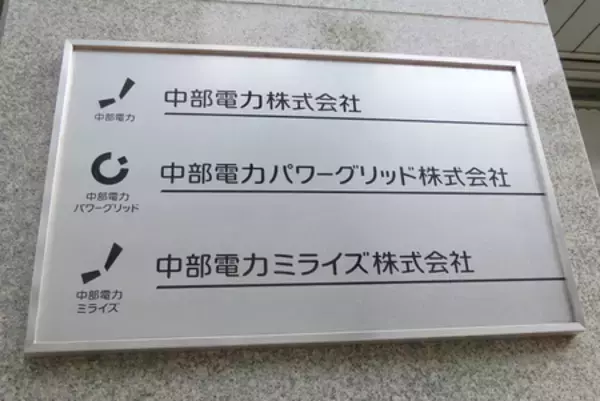 中部電力株式会社
中部電力
中部電力パワーグリッド株式会社
中部電力
パワーグリッド
中部電力ミライズ株式会社
中部電力
ミライズ